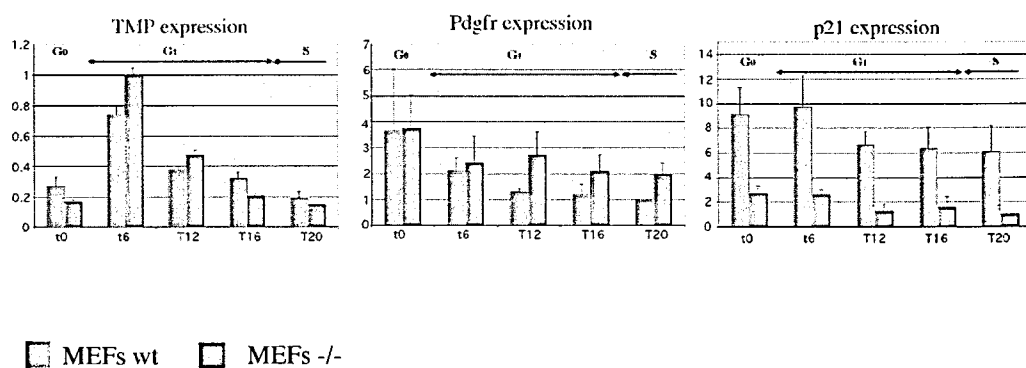 TMP expression
G0 G1 S
1.2
1
0.8
0.6
0.4
0.2
0
t0 t6 T12 T16 T20
Pdgfr expression
G0 G1 S
7
6
5
4
3
2
1
0
t0 t6 T12 T16 T20
p21 expression
G0 G1 S
14
12
10
8
6
4
2
0
t0 t6 T12 T16 T20
MEFs wt MEFs -/-